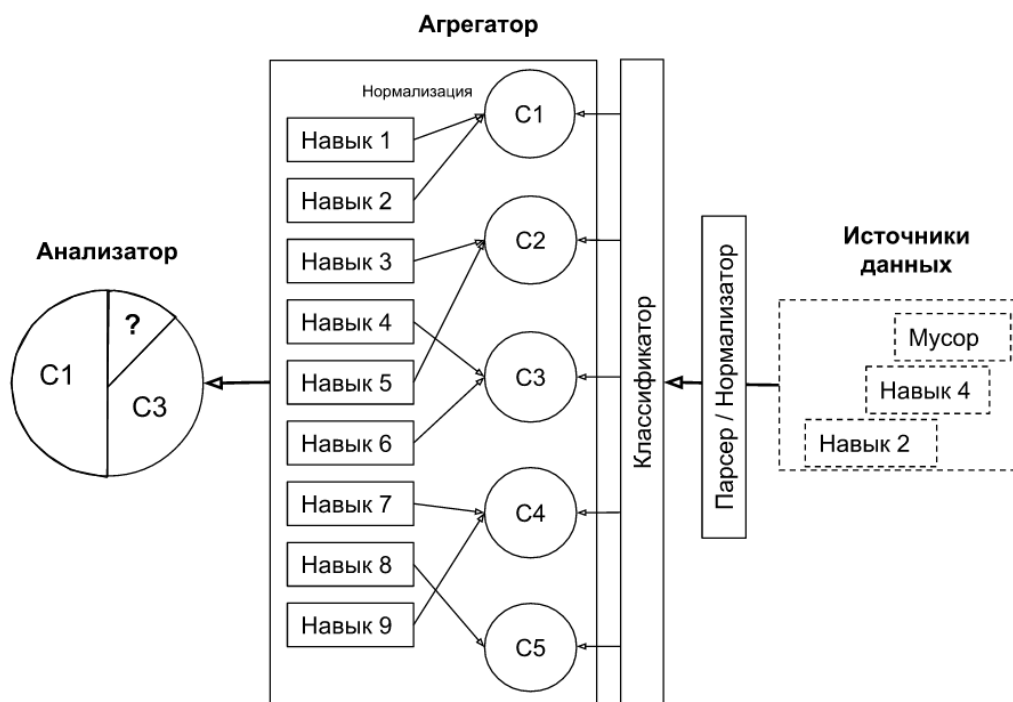 Агрегатор
Нормализация
Навык 1
Навык 2
Навык 3
Навык 4
Навык 5
Навык 6
Навык 7
Навык 8
Навык 9
C1
C2
C3
C4
C5
Анализатор
C1
?
C3
Классификатор
Парсер / Нормализатор
Источники
данных
Мусор
Навык 4
Навык 2